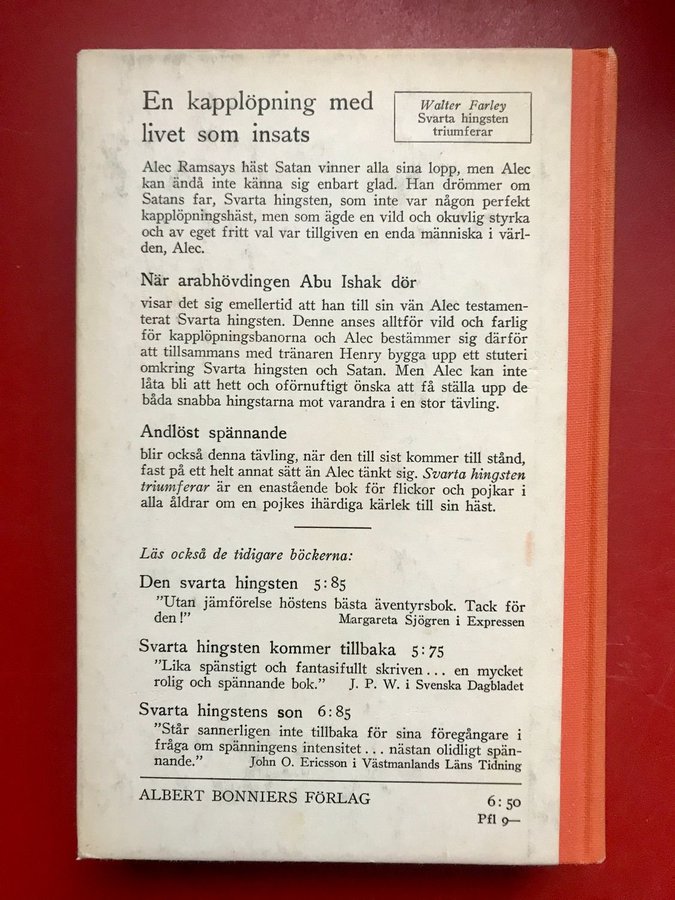 En kapplöpning med
livet som insats
Walter Farley
Svarta hingsten
triumferar
Alec Ramsays häst Satan vinner alla sina lopp, men Alec
kan ändå inte känna sig enbart glad. Han drömmer om
Satans far, Svarta hingsten, som inte var någon perfekt
kapplöpningshäst, men som ägde en vild och okuvlig styrka
och av eget fritt val var tillgiven en enda människa i värl-
den, Alec.
När arabhövdingen Abu Ishak dör
visar det sig emellertid att han till sin vän Alec testamen-
terat Svarta hingsten. Denne anses alltför vild och farlig
för kapplöpningsbanorna och Alec bestämmer sig därför
att tillsammans med tränaren Henry bygga upp ett stuteri
omkring Svarta hingsten och Satan. Men Alec kan inte
låta bli att hett och oförnuftigt önska att få ställa upp de
båda snabba hingstarna mot varandra i en stor tävling.
Andlöst spännande
blir också denna tävling, när den till sist kommer till stånd,
fast på ett helt annat sätt än Alec tänkt sig. Svarta hingsten
triumferar är en enastående bok för flickor och pojkar i
alla åldrar om en pojkes ihärdiga kärlek till sin häst.
Läs också de tidigare böckerna:
Den svarta hingsten 5:85
"Utan jämförelse höstens bästa äventyrsbok. Tack för
den!" Margareta Sjögren i Expressen
Svarta hingsten kommer tillbaka 5:75
"Lika spänstigt och fantasifullt skriven... en mycket
rolig och spännande bok." J. P. W. i Svenska Dagbladet
Svarta hingstens son 6:85
"Står sannerligen inte tillbaka för sina föregångare i
fråga om spänningens intensitet... nästan olidligt spän-
nande." John O. Ericsson i Västmanlands Läns Tidning
ALBERT BONNIERS FÖRLAG 6:50
Pfl 9—